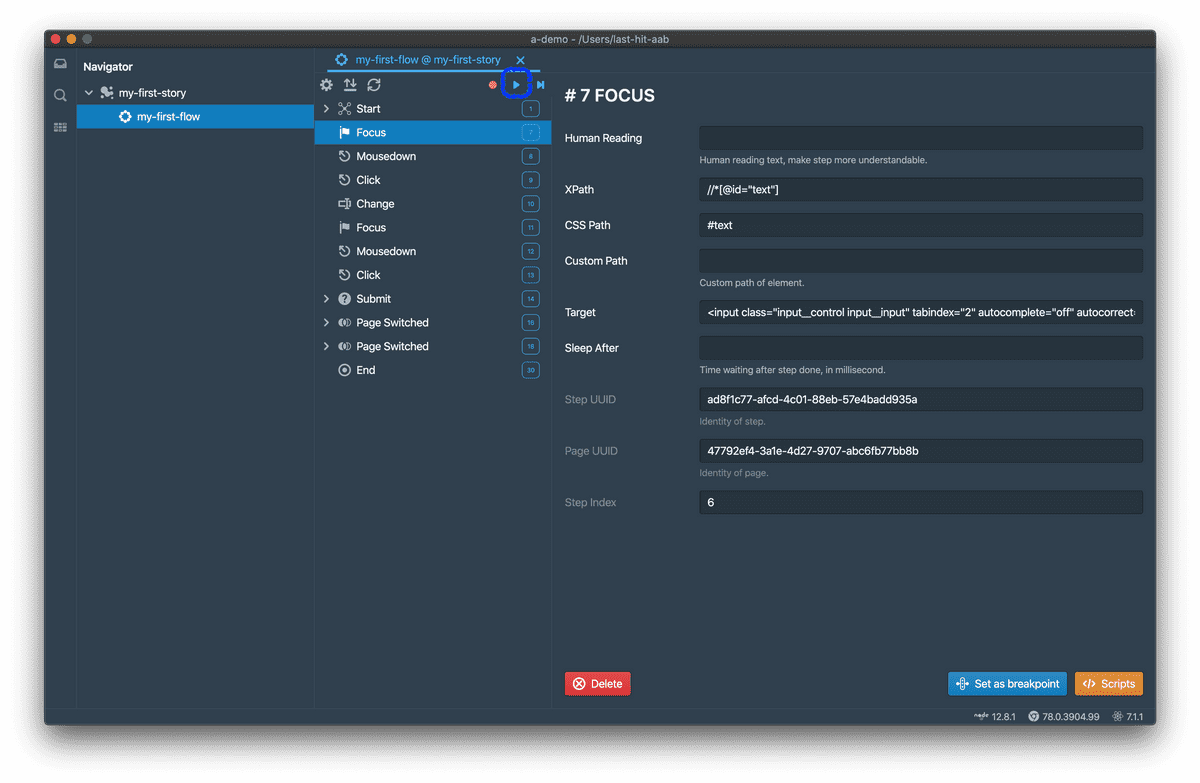 a-demo - /Users/last-hit-aab
Navigator
my-first-story
my-first-flow
my-first-flow @ my-first-story
Start 1
Focus 7
Mousedown 8
Click 9
Change 10
Focus 11
Mousedown 12
Click 13
Submit 14
Page Switched 16
Page Switched 18
End 30
# 7 FOCUS
Human Reading
Human reading text, make step more understandable.
XPath //*[@id="text"]
CSS Path #text
Custom Path
Custom path of element.
Target <input class="input__control input__input" tabindex="2" autocomplete="off" autocorrect=
Sleep After
Time waiting after step done, in millisecond.
Step UUID ad8f1c77-afcd-4c01-88eb-57e4badd935a
Identity of step.
Page UUID 47792ef4-3a1e-4d27-9707-abc6fb77bb8b
Identity of page.
Step Index 6
Delete
Set as breakpoint
Scripts
node 12.8.1 78.0.3904.99 7.1.1